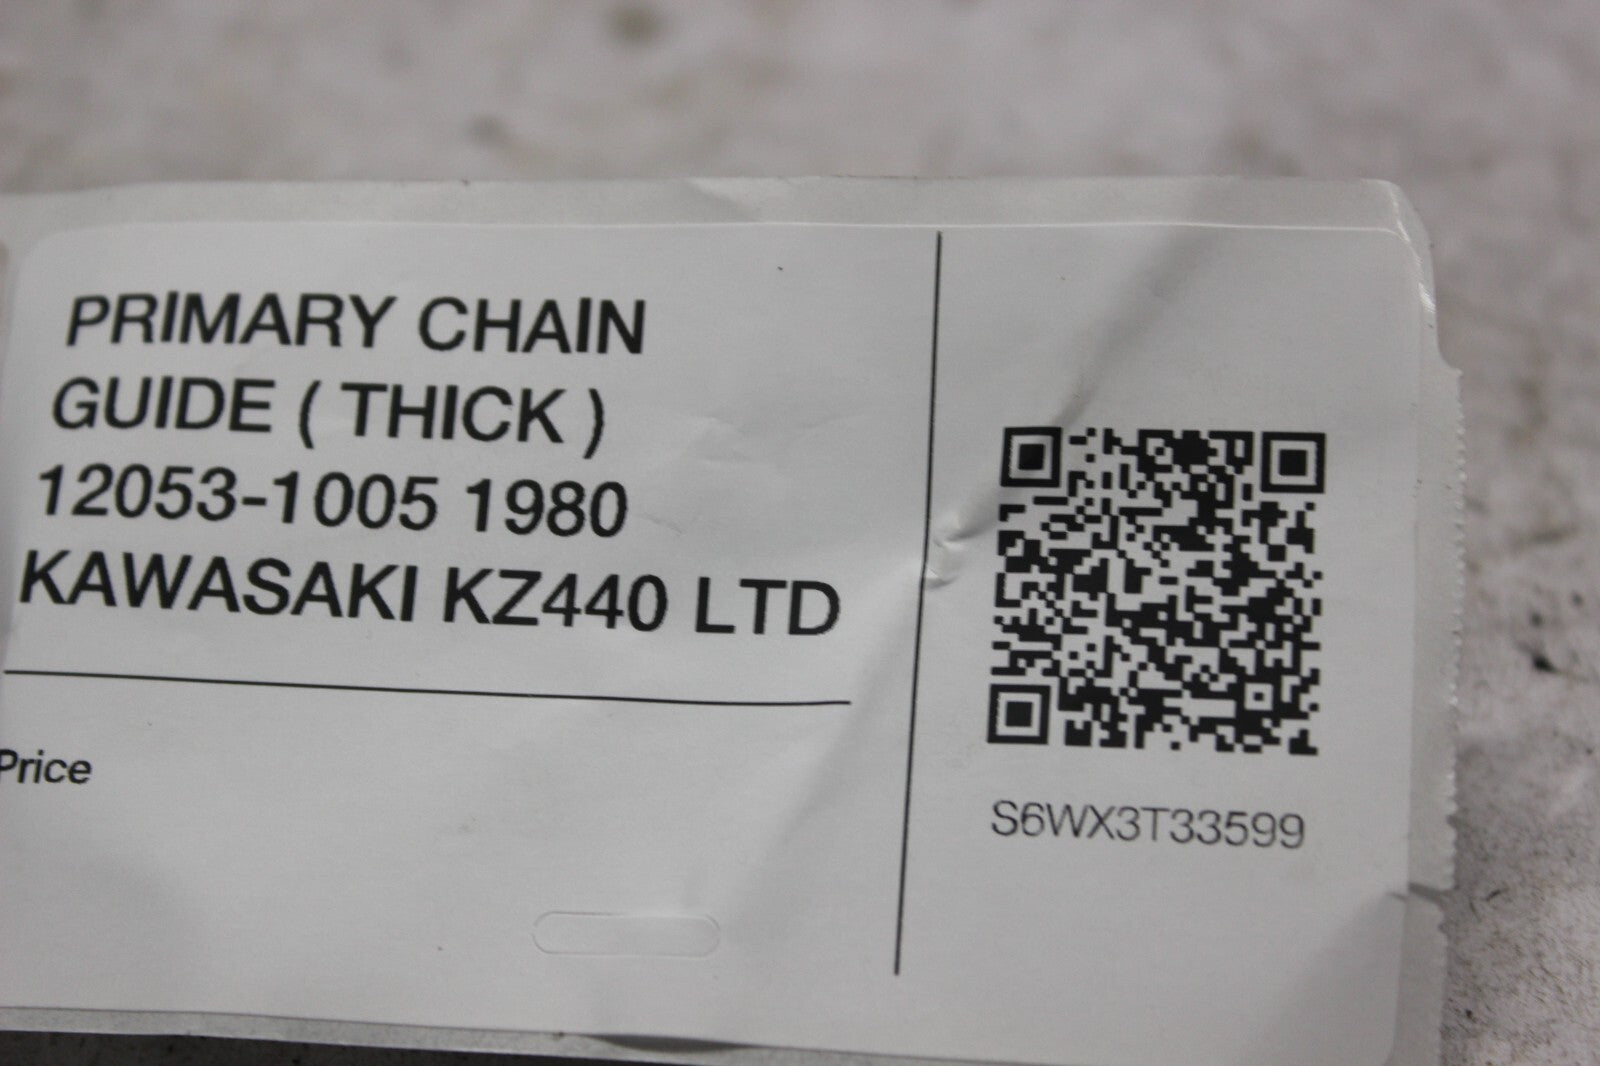 PRIMARY CHAIN
GUIDE ( THICK )
12053-1005 1980
KAWASAKI KZ440 LTD
Price
S6WX3T33599